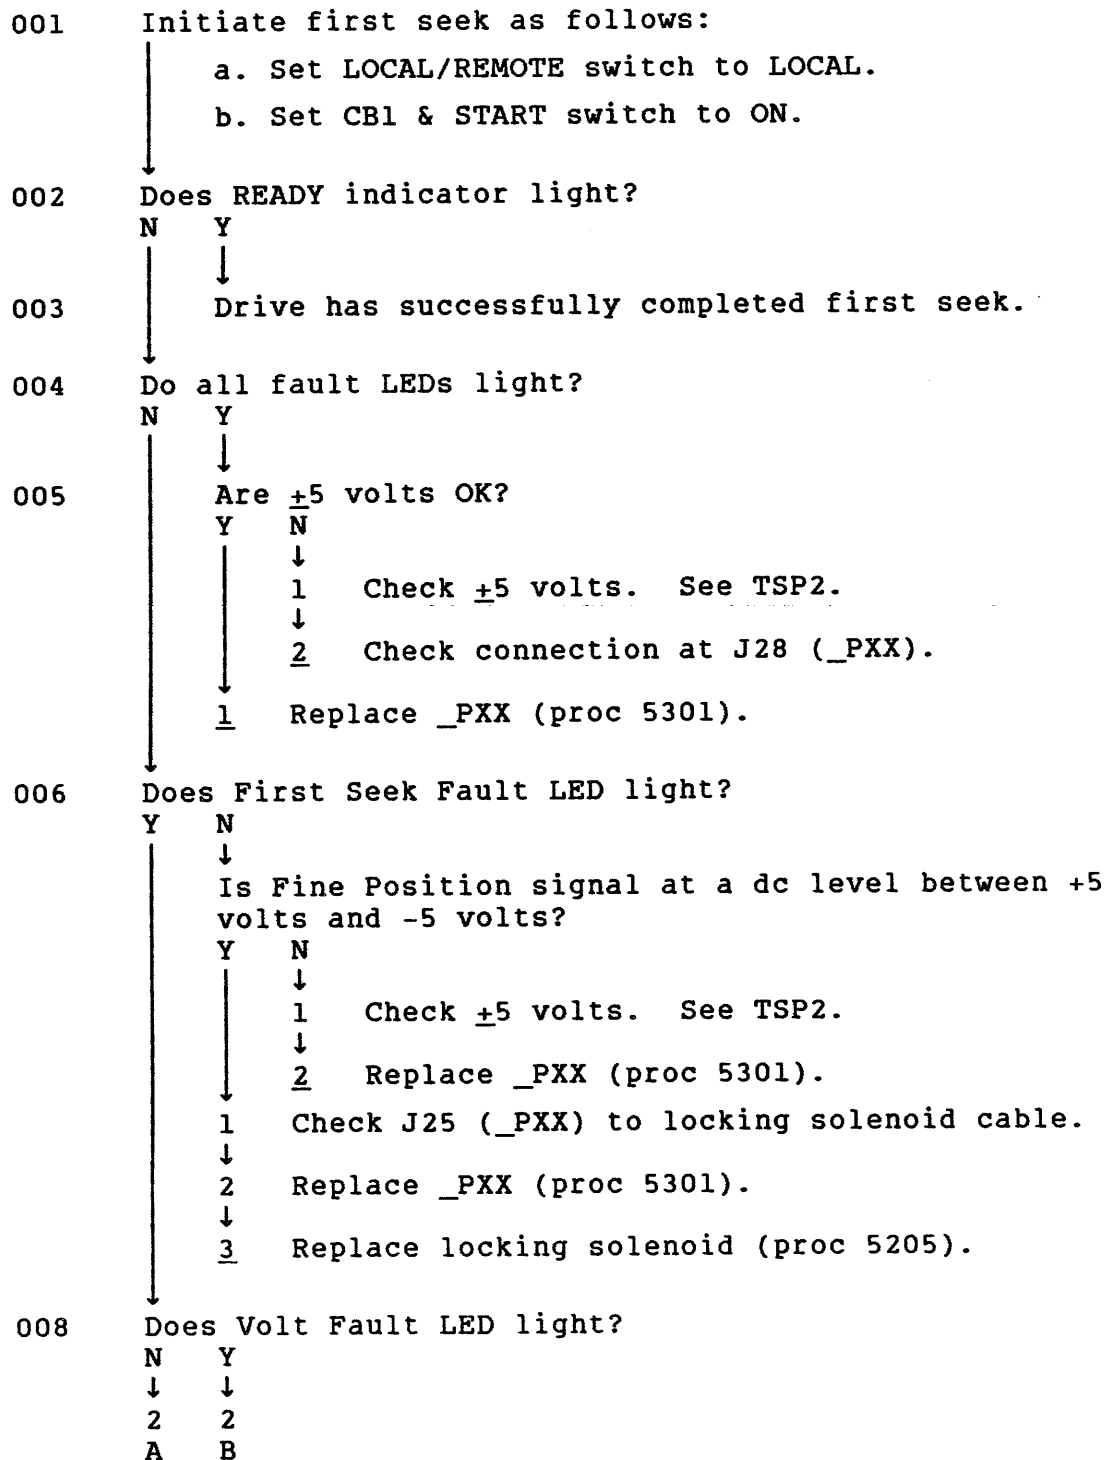 001 Initiate first seek as follows:
a. Set LOCAL/REMOTE switch to LOCAL.
b. Set CB1 & START switch to ON.
002 Does READY indicator light?
N Y
003 Drive has successfully completed first seek.
004 Do all fault LEDs light?
N Y
005 Are ±5 volts OK?
Y N
1 Check ±5 volts. See TSP2.
2 Check connection at J28 (_PXX).
1 Replace _PXX (proc 5301).
006 Does First Seek Fault LED light?
Y N
Is Fine Position signal at a dc level between +5
volts and -5 volts?
Y N
1 Check ±5 volts. See TSP2.
2 Replace _PXX (proc 5301).
1 Check J25 (_PXX) to locking solenoid cable.
2 Replace _PXX (proc 5301).
3 Replace locking solenoid (proc 5205).
008 Does Volt Fault LED light?
N Y
2 2
A B